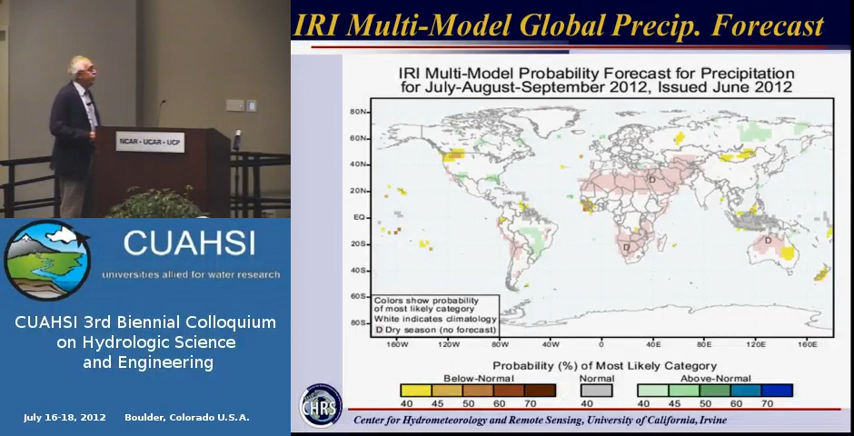 IRI Multi-Model Global Precip. Forecast
IRI Multi-Model Probability Forecast for Precipitation
for July-August-September 2012, Issued June 2012
80N
60N
40N
20N
EQ
20S
40S
60S
80S
160W
120W
80W
40W
0
40E
80E
120E
160E
D
D
D
Colors show probability
of most likely category
White indicates climatology
D Dry season (no forecast)
Probability (%) of Most Likely Category
Below-Normal Normal Above-Normal
40 45 50 60 70 40 40 45 50 60 70
CHRS
Center for Hydrometeorology and Remote Sensing, University of California, Irvine
NCAR - UCAR - UCP
CUAHSI
universities allied for water research
CUAHSI 3rd Biennial Colloquium
on Hydrologic Science
and Engineering
July 16-18, 2012 Boulder, Colorado U.S.A.